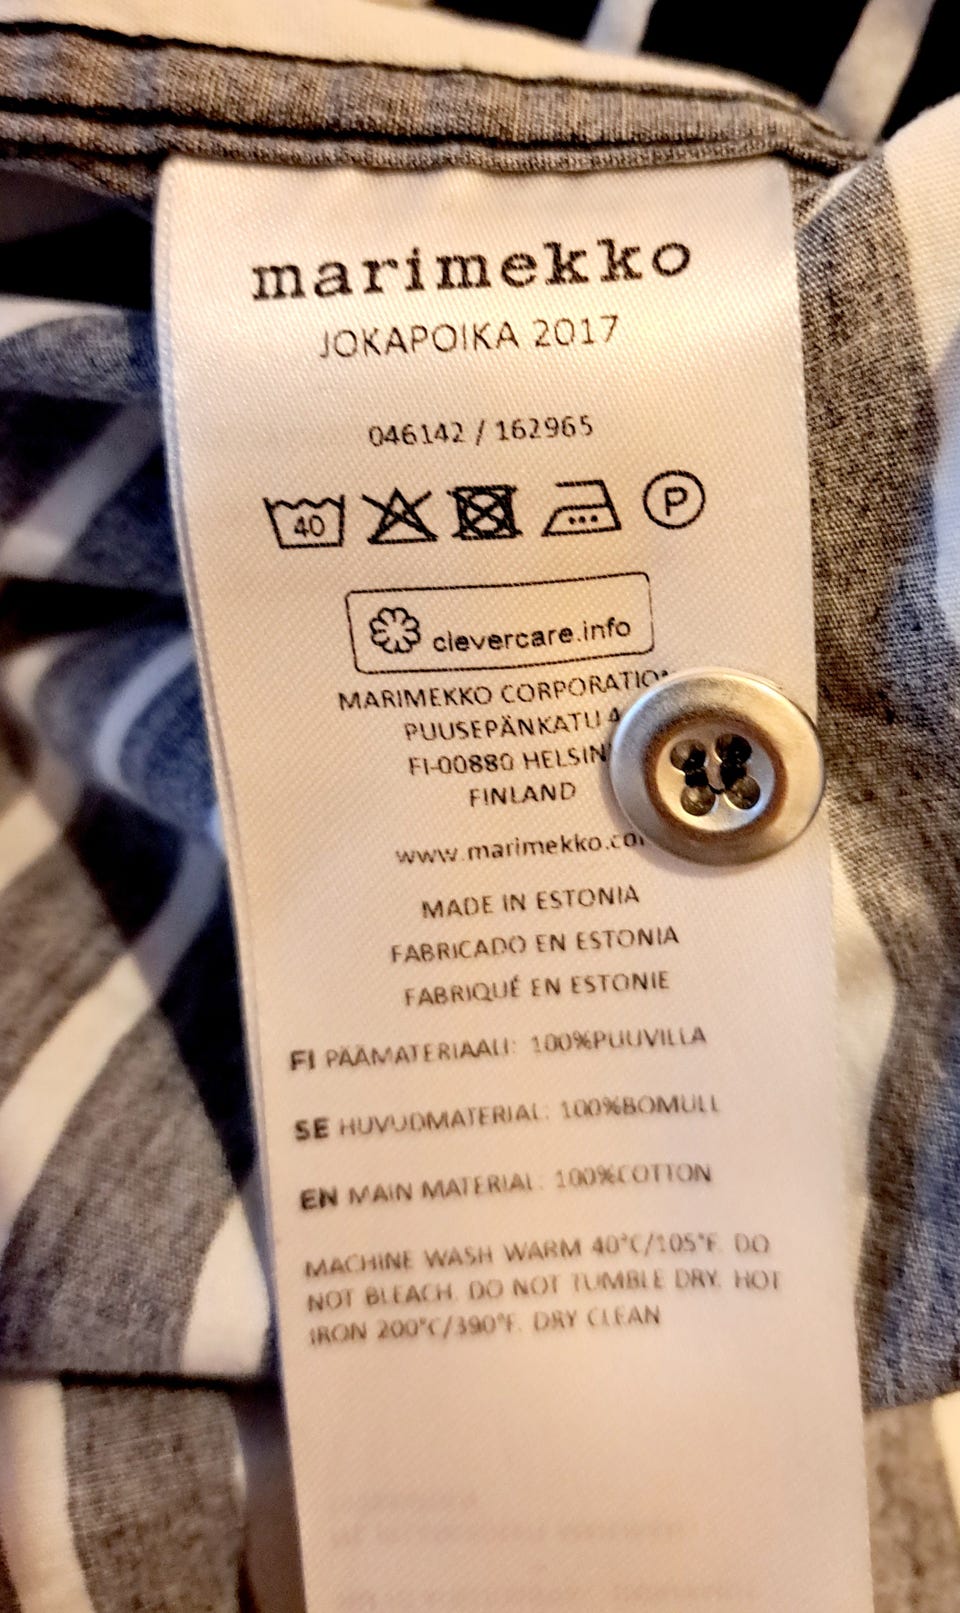 marimekko
JOKAPOIKA 2017
046142 / 162965
40 P
clevercare.info
MARIMEKKO CORPORATION
PUUSEPÄNKATU 4
FI-00880 HELSIN
FINLAND
www.marimekko.co
MADE IN ESTONIA
FABRICADO EN ESTONIA
FABRIQUÉ EN ESTONIE
FI PÄÄMATERIAALI: 100%PUUVILLA
SE HUVUDMATERIAL: 100%BOMULL
EN MAIN MATERIAL: 100%COTTON
MACHINE WASH WARM 40°C/105°F. DO
NOT BLEACH. DO NOT TUMBLE DRY. HOT
IRON 200°C/390°F. DRY CLEAN